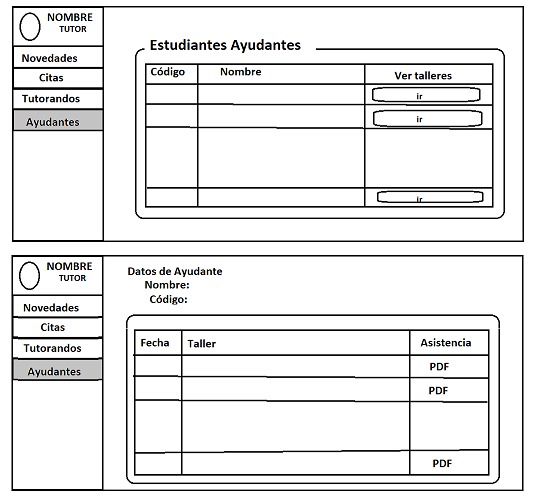 NOMBRE
TUTOR
Novedades
Citas
Tutorandos
Ayudantes
Estudiantes Ayudantes
Código Nombre Ver talleres
ir
ir
ir
NOMBRE
TUTOR
Novedades
Citas
Tutorandos
Ayudantes
Datos de Ayudante
Nombre:
Código:
Fecha Taller Asistencia
PDF
PDF
PDF